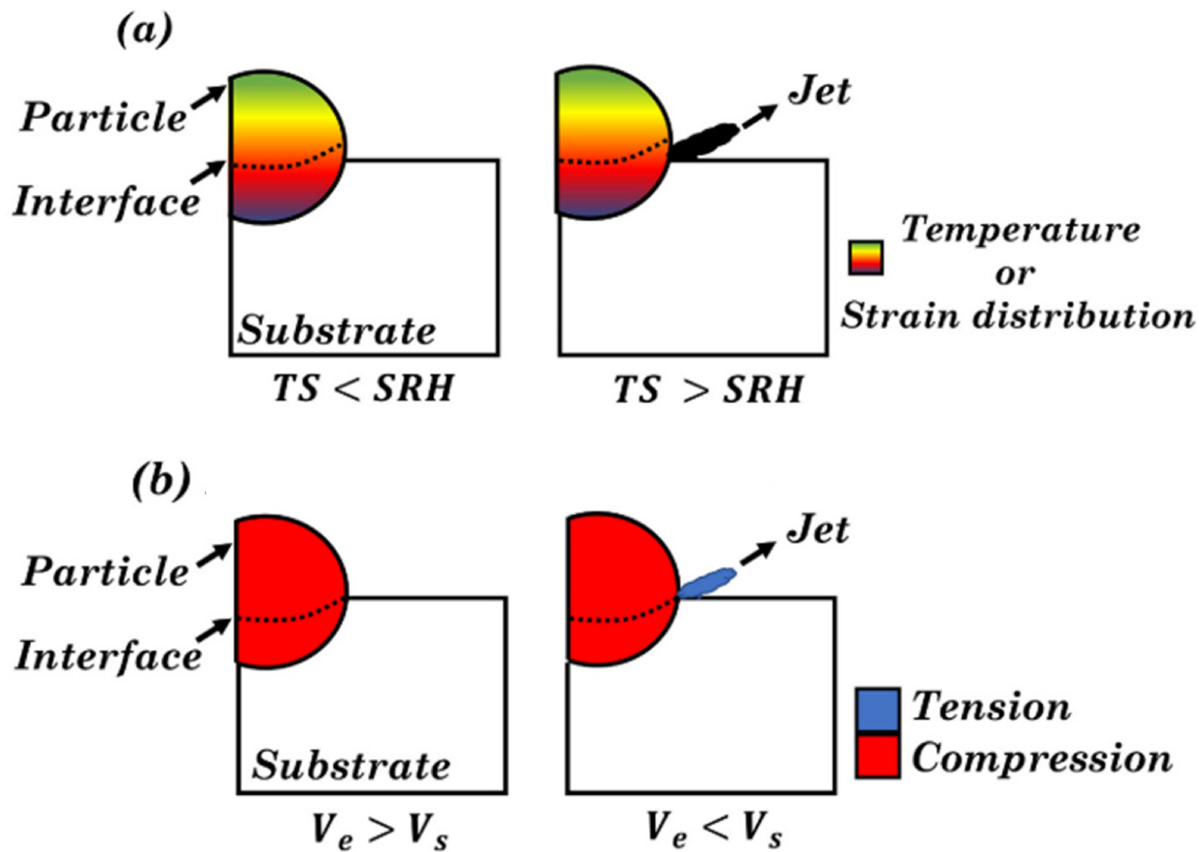 (a)
Particle
Interface
Substrate
TS < SRH
Jet
TS > SRH
Temperature
or
Strain distribution
(b)
Particle
Interface
Substrate
Vₑ > Vₛ
Jet
Vₑ < Vₛ
Tension
Compression